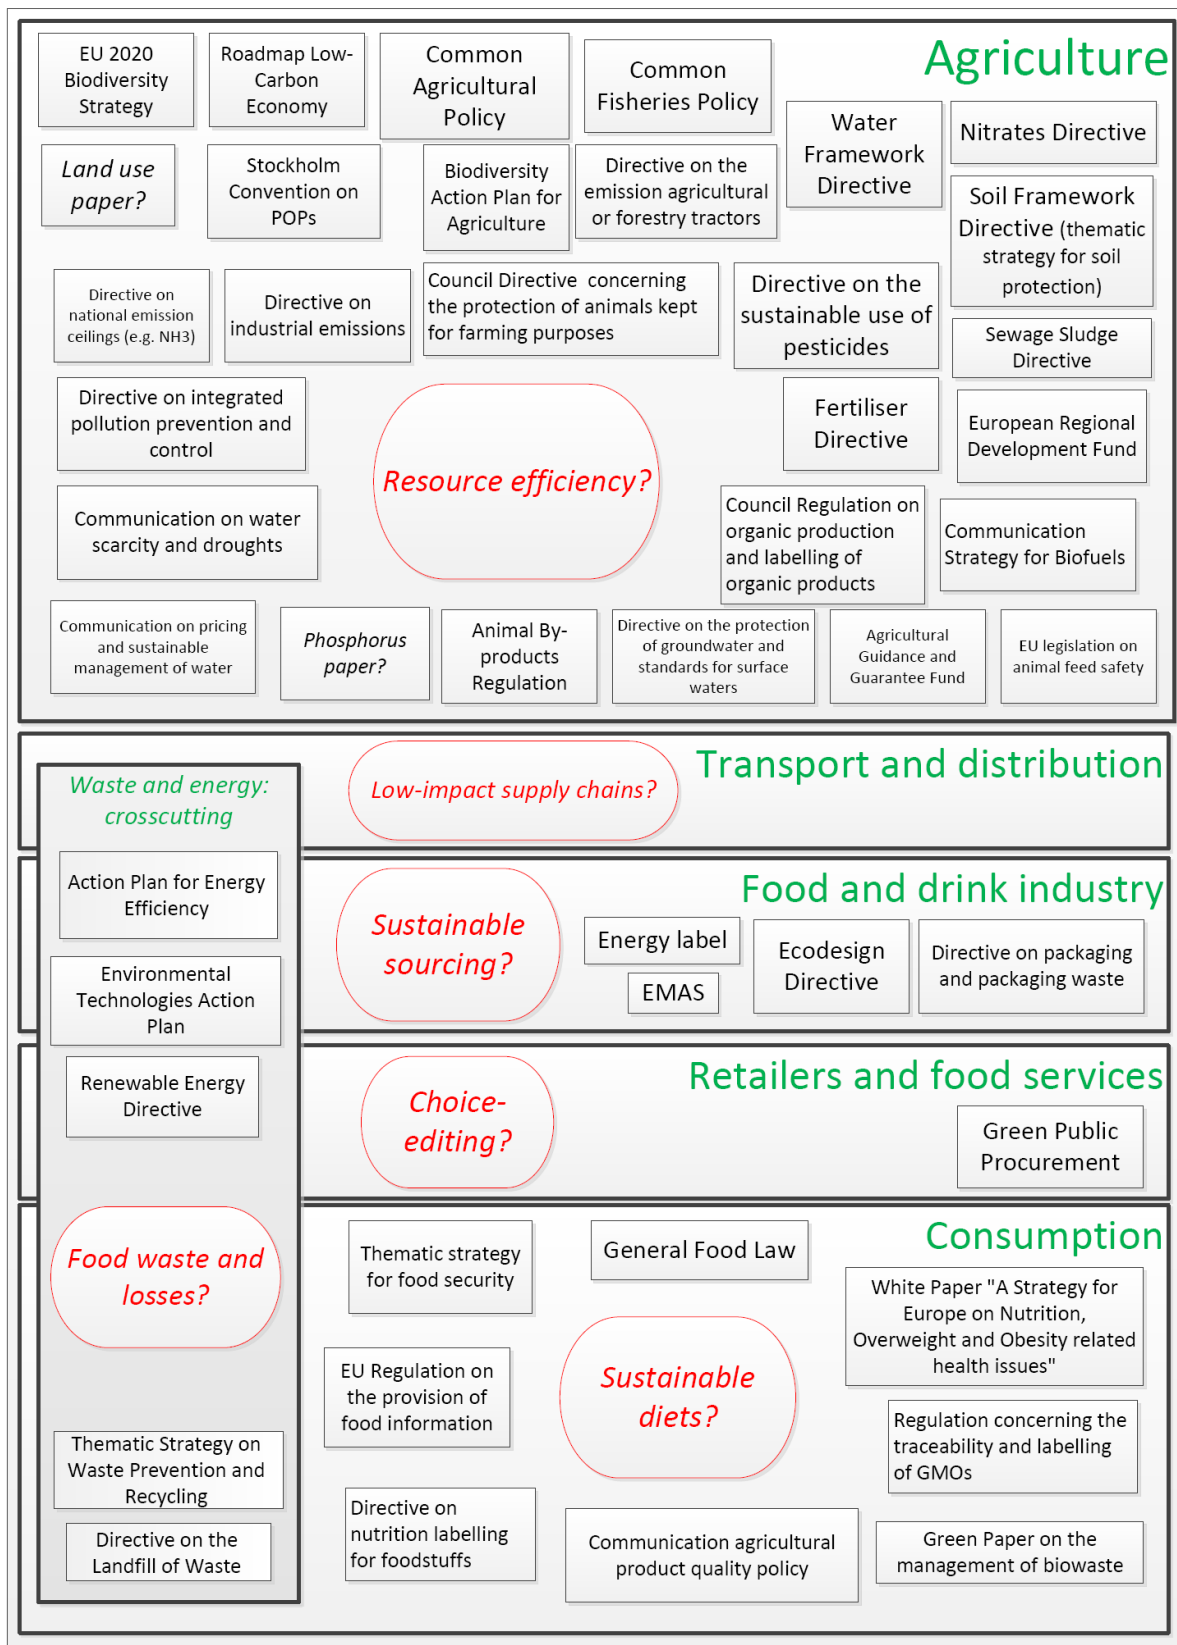 Agriculture
EU 2020
Biodiversity
Strategy
Roadmap Low-
Carbon
Economy
Common
Agricultural
Policy
Common
Fisheries Policy
Water
Framework
Directive
Nitrates Directive
Land use
paper?
Stockholm
Convention on
POPs
Biodiversity
Action Plan for
Agriculture
Directive on the
emission agricultural
or forestry tractors
Soil Framework
Directive (thematic
strategy for soil
protection)
Directive on
national emission
ceilings (e.g. NH3)
Directive on
industrial emissions
Council Directive concerning
the protection of animals kept
for farming purposes
Directive on the
sustainable use of
pesticides
Sewage Sludge
Directive
Directive on integrated
pollution prevention and
control
Resource efficiency?
Fertiliser
Directive
European Regional
Development Fund
Communication on water
scarcity and droughts
Council Regulation on
organic production
and labelling of
organic products
Communication
Strategy for Biofuels
Communication on pricing
and sustainable
management of water
Phosphorus
paper?
Animal By-
products
Regulation
Directive on the protection
of groundwater and
standards for surface
waters
Agricultural
Guidance and
Guarantee Fund
EU legislation on
animal feed safety
Transport and distribution
Low-impact supply chains?
Waste and energy:
crosscutting
Action Plan for Energy
Efficiency
Environmental
Technologies Action
Plan
Renewable Energy
Directive
Food waste and
losses?
Thematic Strategy on
Waste Prevention and
Recycling
Directive on the
Landfill of Waste
Food and drink industry
Sustainable
sourcing?
Energy label
EMAS
Ecodesign
Directive
Directive on packaging
and packaging waste
Retailers and food services
Choice-
editing?
Green Public
Procurement
Consumption
Thematic strategy
for food security
General Food Law
White Paper "A Strategy for
Europe on Nutrition,
Overweight and Obesity related
health issues"
EU Regulation on
the provision of
food information
Sustainable
diets?
Regulation concerning the
traceability and labelling
of GMOs
Directive on
nutrition labelling
for foodstuffs
Communication agricultural
product quality policy
Green Paper on the
management of biowaste